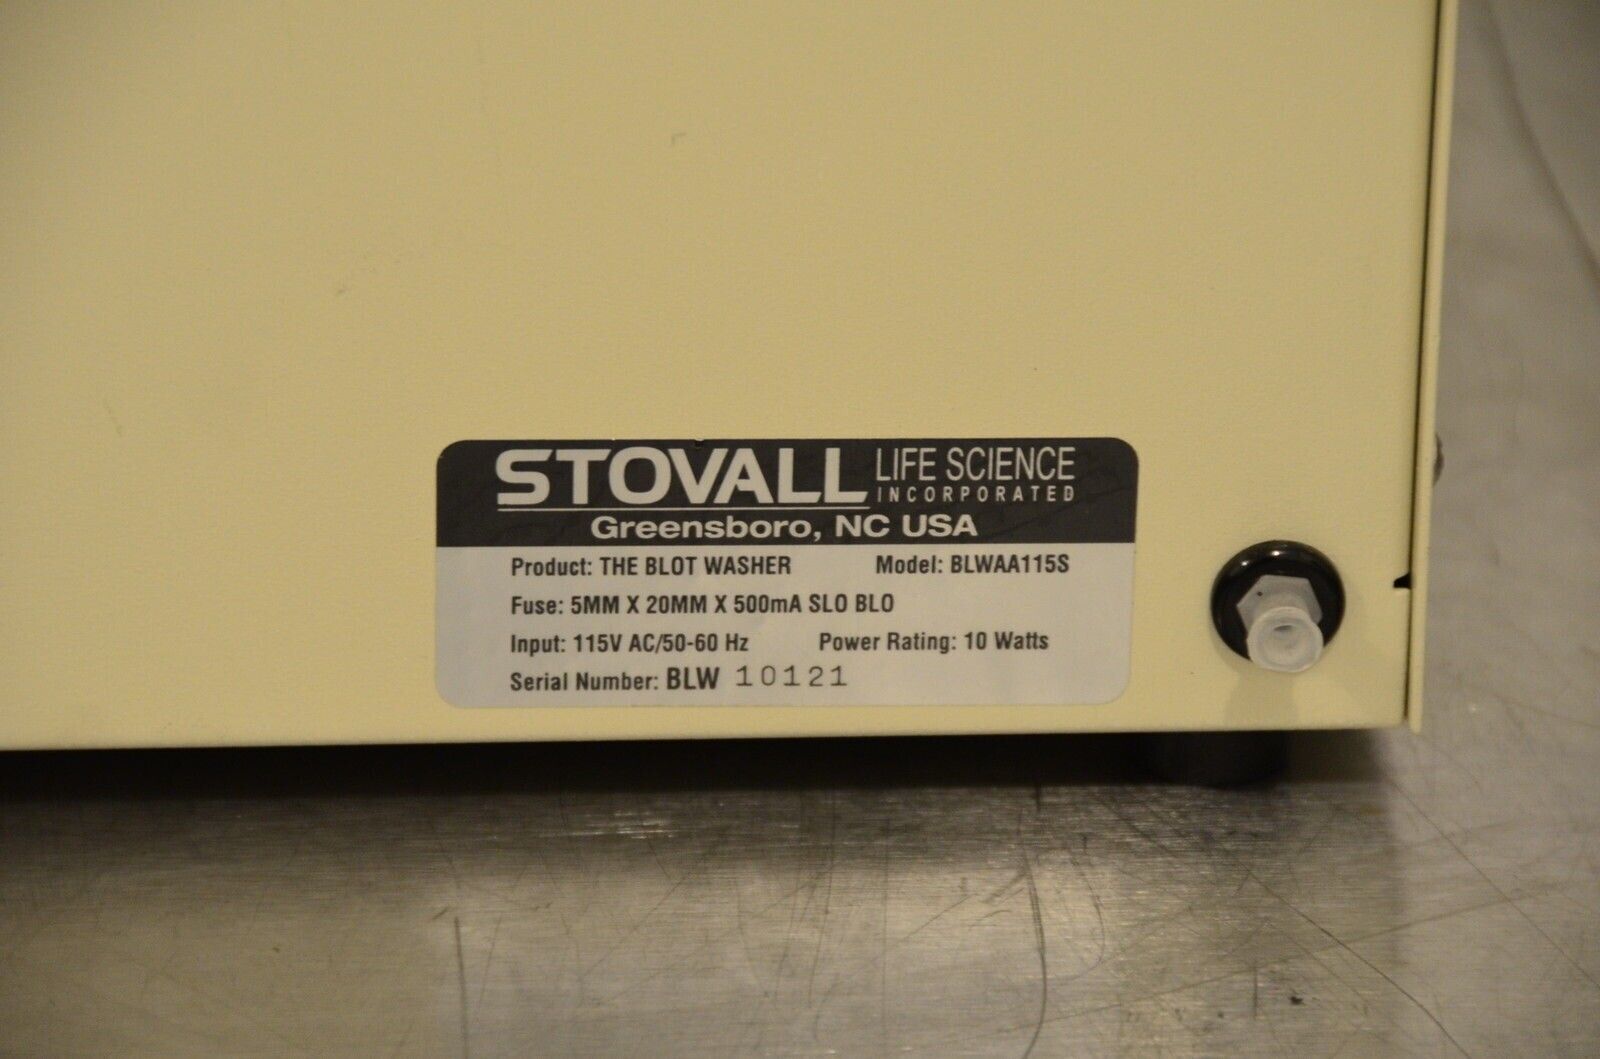 STOVALL LIFE SCIENCE
INCORPORATED
Greensboro, NC USA
Product: THE BLOT WASHER Model: BLWAA115S
Fuse: 5MM X 20MM X 500mA SLO BLO
Input: 115V AC/50-60 Hz Power Rating: 10 Watts
Serial Number: BLW 10121